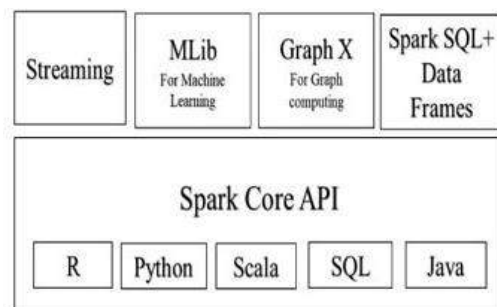 Streaming
MLib
For Machine
Learning
Graph X
For Graph
computing
Spark SQL+
Data
Frames
Spark Core API
R
Python
Scala
SQL
Java